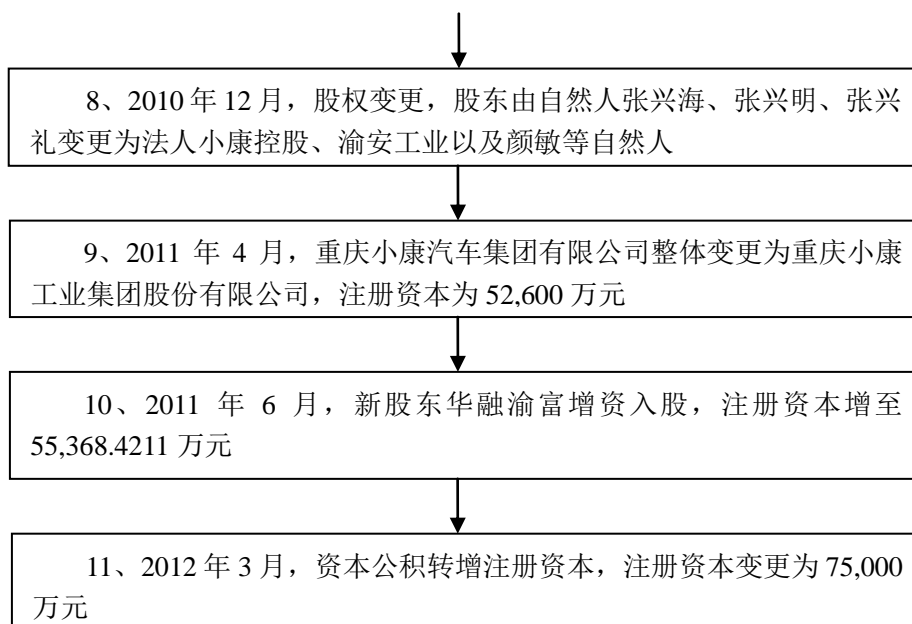 8、2010 年 12 月，股权变更，股东由自然人张兴海、张兴明、张兴
礼变更为法人小康控股、渝安工业以及颜敏等自然人
9、2011 年 4 月，重庆小康汽车集团有限公司整体变更为重庆小康
工业集团股份有限公司，注册资本为 52,600 万元
10、2011 年 6 月，新股东华融渝富增资入股，注册资本增至
55,368.4211 万元
11、2012 年 3 月，资本公积转增注册资本，注册资本变更为 75,000
万元